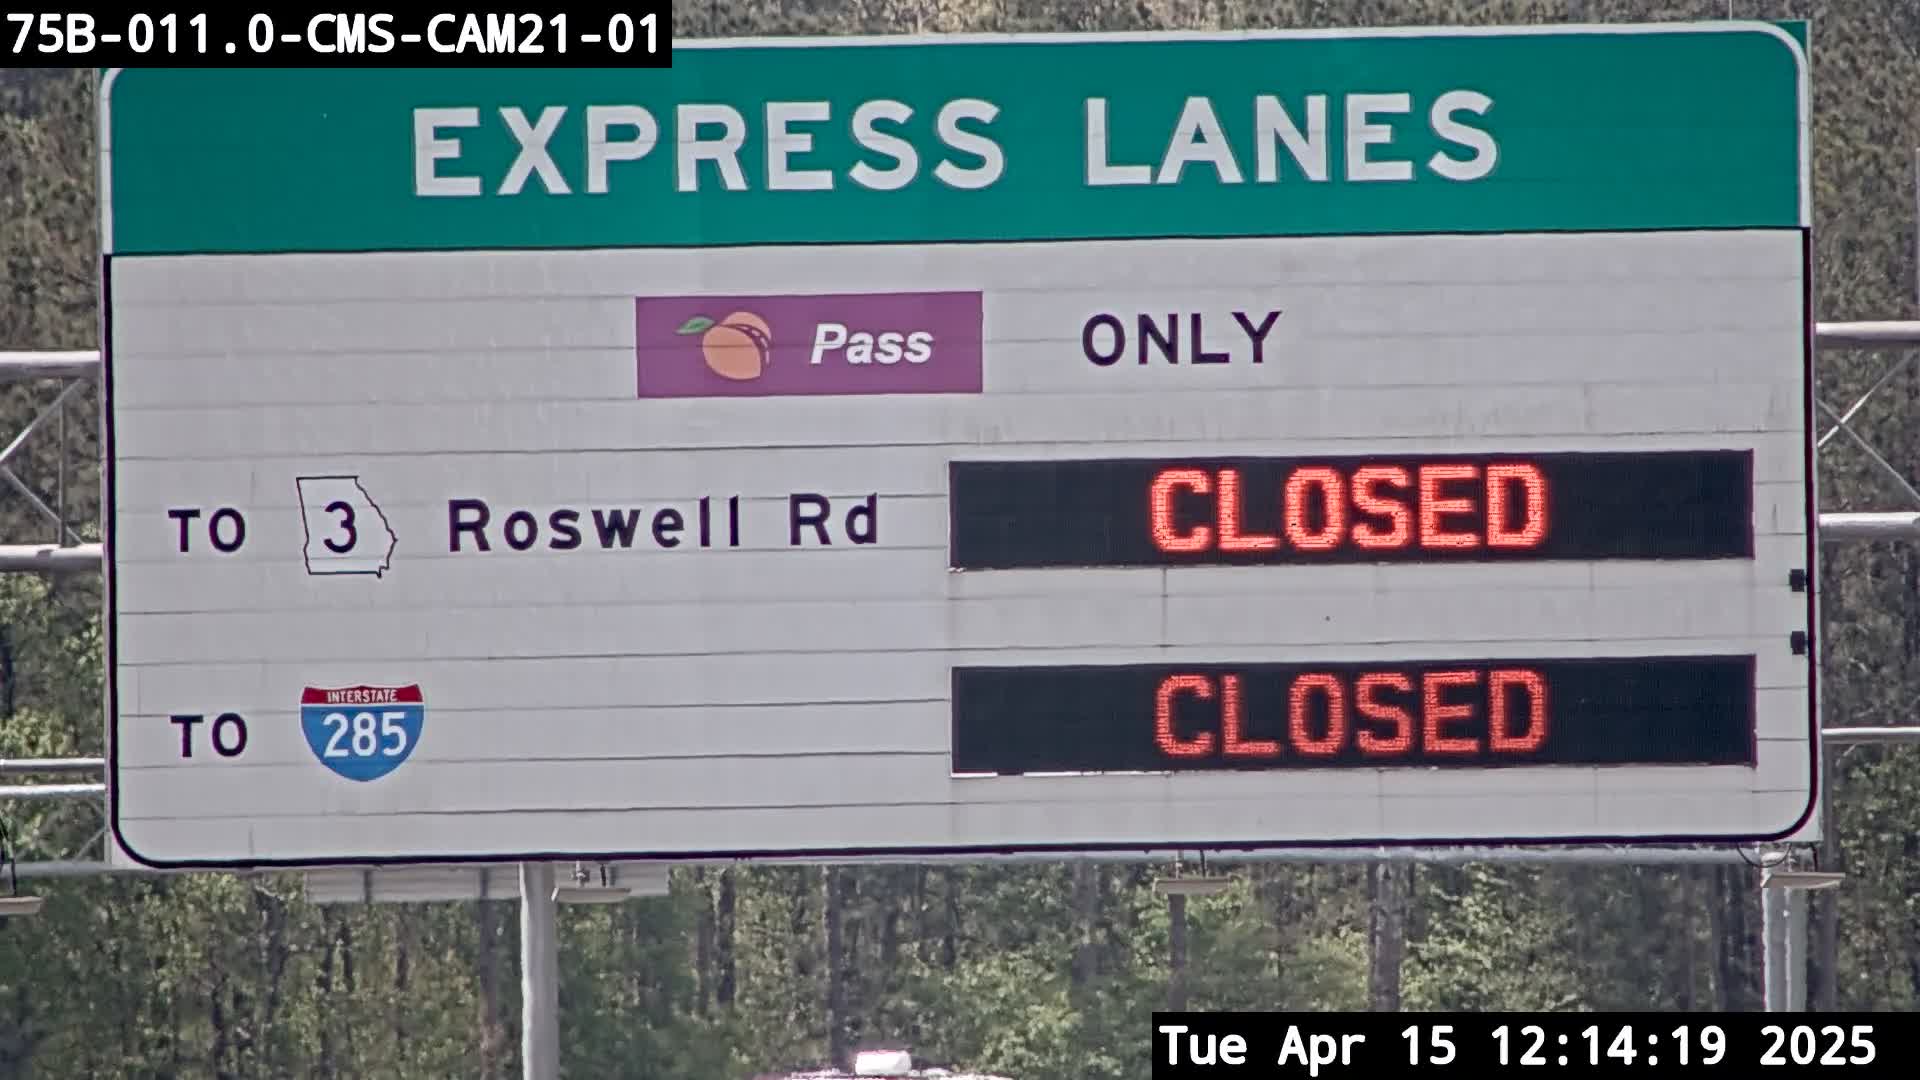 75B-011.0-CMS-CAM21-01
EXPRESS LANES
Pass ONLY
TO 3 Roswell Rd CLOSED
INTERSTATE
TO 285 CLOSED
Tue Apr 15 12:14:19 2025